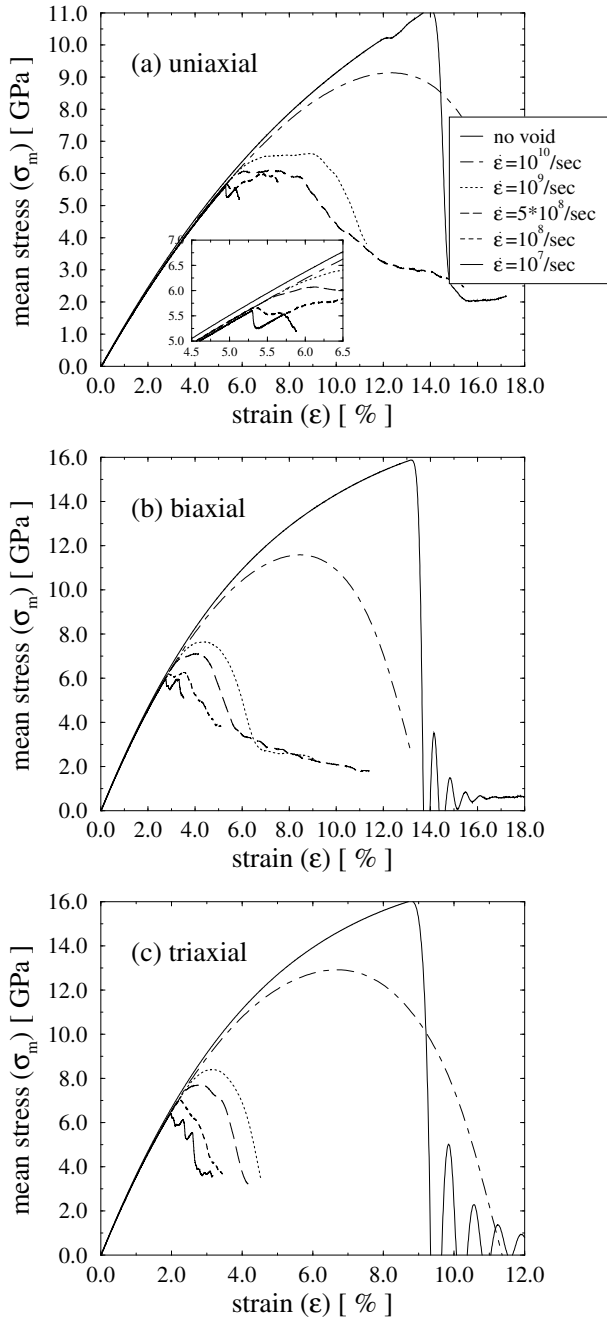 11.0
10.0
9.0
8.0
7.0
6.0
5.0
4.0
3.0
2.0
1.0
0.0
mean stress (σm) [ GPa ]
(a) uniaxial
no void
ε̇=10^10/sec
ε̇=10^9/sec
ε̇=5*10^8/sec
ε̇=10^8/sec
ε̇=10^7/sec
7.0
6.5
6.0
5.5
5.0
4.5 5.0 5.5 6.0 6.5
0.0 2.0 4.0 6.0 8.0 10.0 12.0 14.0 16.0 18.0
strain (ε) [ % ]
16.0
14.0
12.0
10.0
8.0
6.0
4.0
2.0
0.0
mean stress (σm) [ GPa ]
(b) biaxial
0.0 2.0 4.0 6.0 8.0 10.0 12.0 14.0 16.0 18.0
strain (ε) [ % ]
16.0
14.0
12.0
10.0
8.0
6.0
4.0
2.0
0.0
mean stress (σm) [ GPa ]
(c) triaxial
0.0 2.0 4.0 6.0 8.0 10.0 12.0
strain (ε) [ % ]